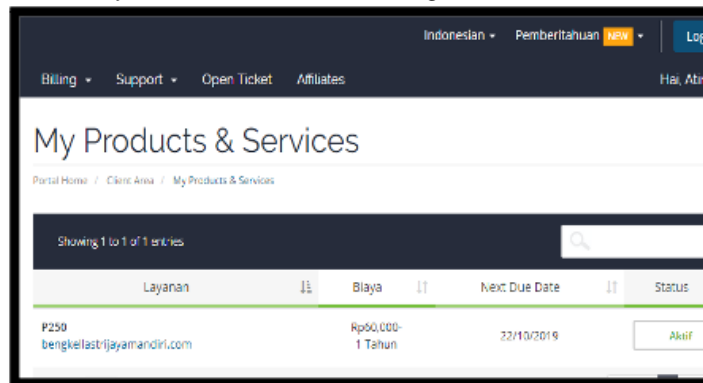 Indonesian Pemberitahuan NEW Log
Billing Support Open Ticket Affiliates Hai,
My Products & Services
Portal Home / Client Area / My Products & Services
Showing 1 to 1 of 1 entries
Layanan Biaya Next Due Date Status
P250 Rp60,000- 22/10/2019 Aktif
bengkellastrijayamandiri.com 1 Tahun